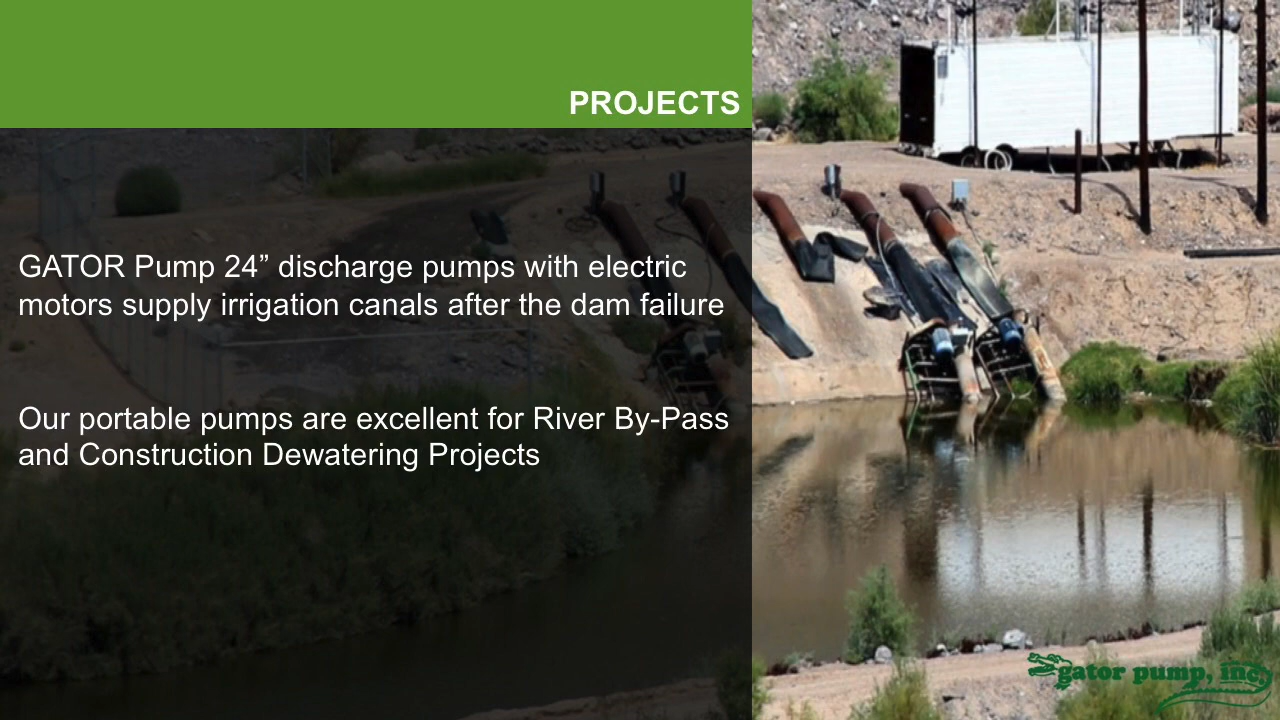 PROJECTS
GATOR Pump 24” discharge pumps with electric
motors supply irrigation canals after the dam failure
Our portable pumps are excellent for River By-Pass
and Construction Dewatering Projects
gator pump, inc.